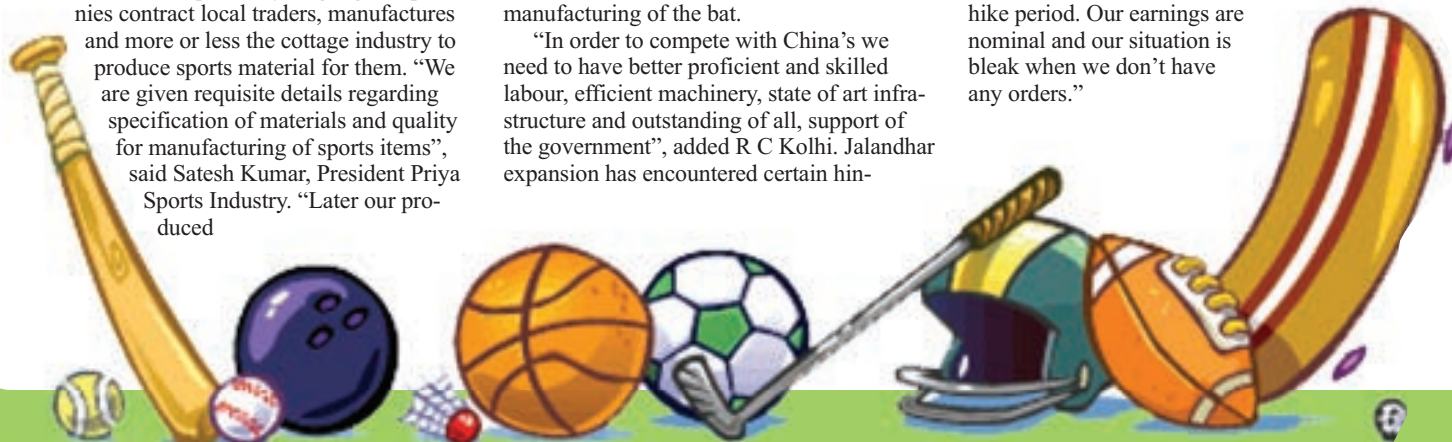 nies contract local traders, manufactures
and more or less the cottage industry to
produce sports material for them. “We
are given requisite details regarding
specification of materials and quality
for manufacturing of sports items”,
said Satesh Kumar, President Priya
Sports Industry. “Later our pro-
duced
manufacturing of the bat.
“In order to compete with China’s we
need to have better proficient and skilled
labour, efficient machinery, state of art infra-
structure and outstanding of all, support of
the government”, added R C Kolhi. Jalandhar
expansion has encountered certain hin-
hike period. Our earnings are
nominal and our situation is
bleak when we don’t have
any orders.”